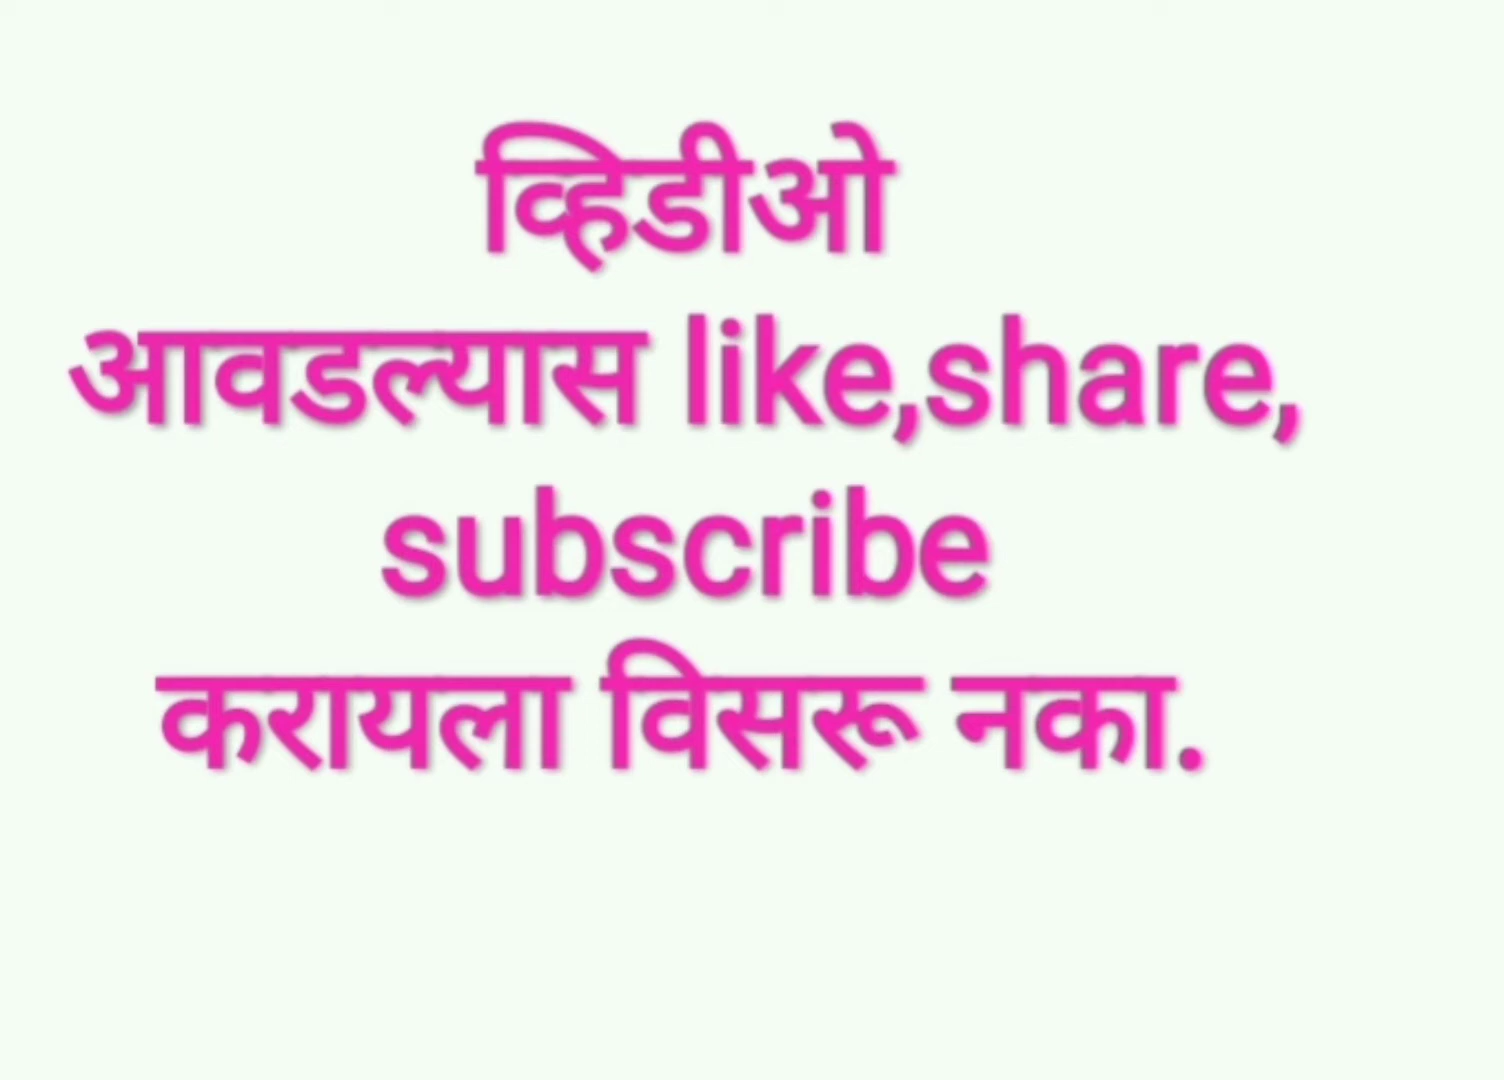 व्हिडीओ
आवडल्यास like,share,
subscribe
करायला विसरू नका.